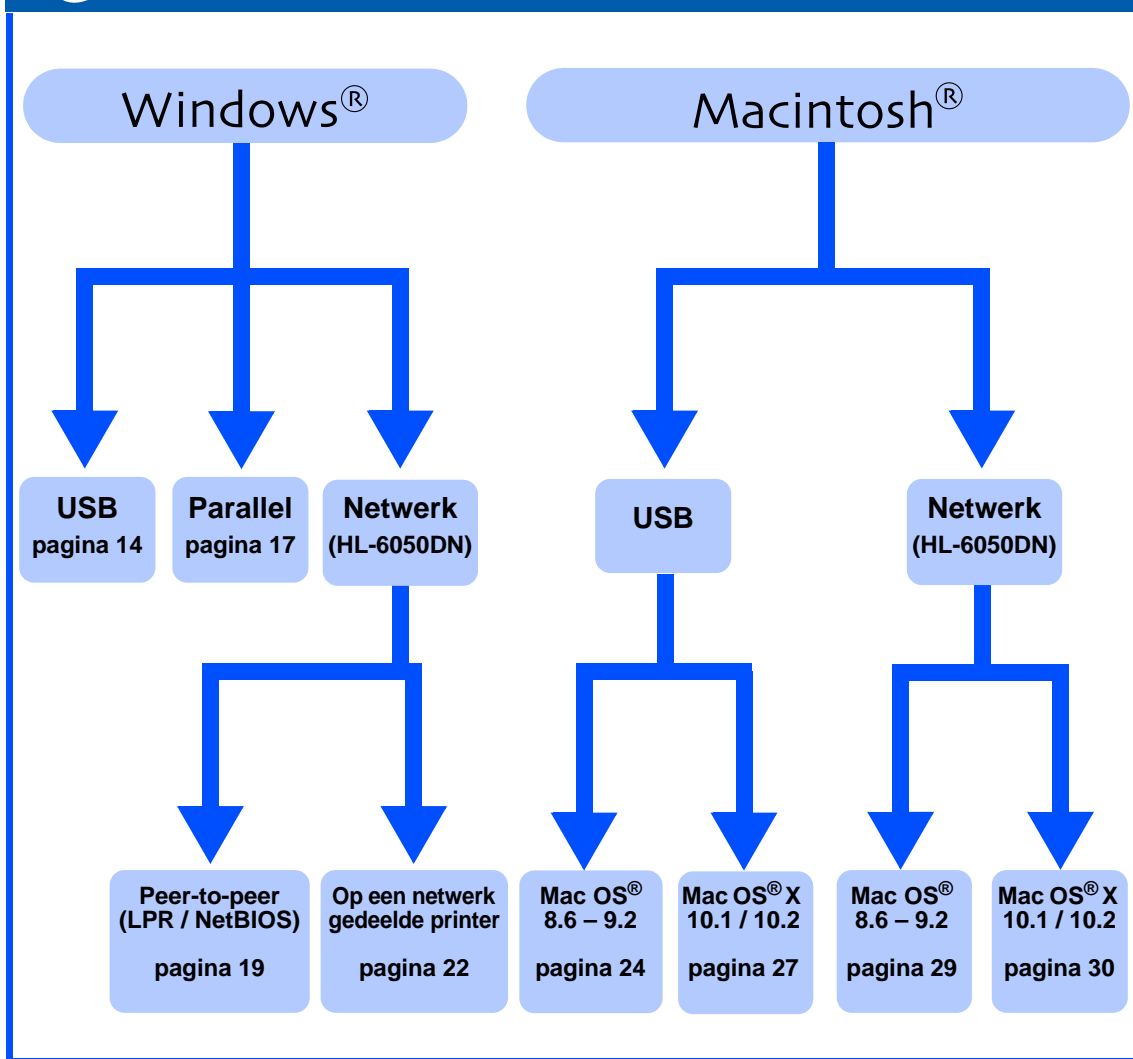 Windows®
Macintosh®
USB
pagina 14
Parallel
pagina 17
Netwerk
(HL-6050DN)
USB
Netwerk
(HL-6050DN)
Peer-to-peer
(LPR / NetBIOS)
pagina 19
Op een netwerk
gedeelde printer
pagina 22
Mac OS®
8.6 – 9.2
pagina 24
Mac OS® X
10.1 / 10.2
pagina 27
Mac OS®
8.6 – 9.2
pagina 29
Mac OS® X
10.1 / 10.2
pagina 30